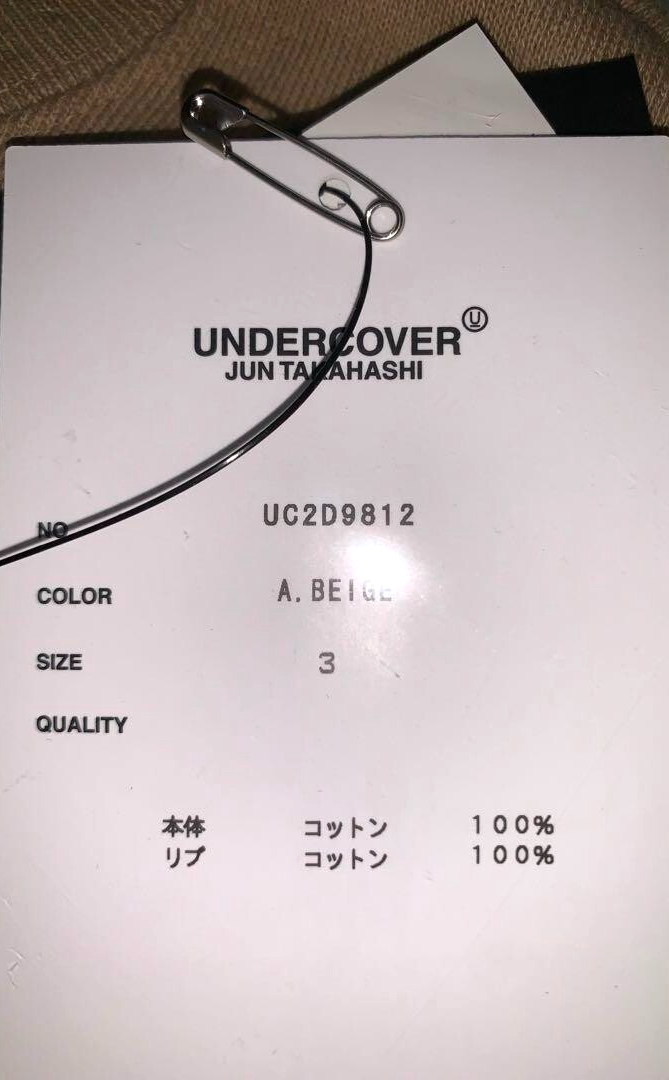 UNDERCOVER Ⓤ
JUN TAKAHASHI
NO UC2D9812
COLOR A. BEIGE
SIZE 3
QUALITY
本体 コットン 100%
リブ コットン 100%